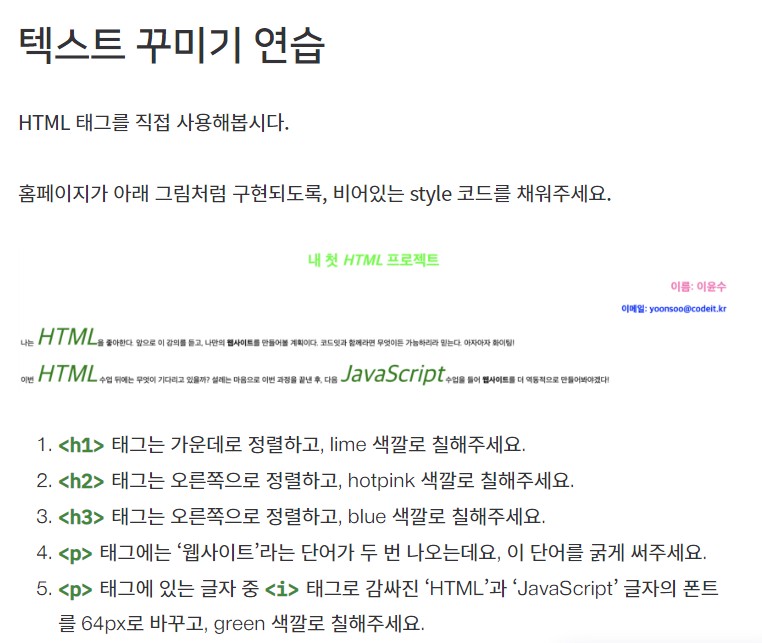 텍스트 꾸미기 연습
HTML 태그를 직접 사용해봅시다.
홈페이지가 아래 그림처럼 구현되도록, 비어있는 style 코드를 채워주세요.
내 첫 HTML 프로젝트
이름: 이윤수
이메일: yoonsoo@codeit.kr
나는 HTML을 좋아한다. 앞으로 이 강의를 듣고, 나만의 웹사이트를 만들어볼 계획이다. 코드잇과 함께라면 무엇이든 가능하리라 믿는다. 아자아자 화이팅!
이번 HTML 수업 뒤에는 무엇이 기다리고 있을까? 설레는 마음으로 이번 과정을 끝낸 후, 다음 JavaScript 수업을 들어 웹사이트를 더 역동적으로 만들어봐야겠다!
1. <h1> 태그는 가운데로 정렬하고, lime 색깔로 칠해주세요.
2. <h2> 태그는 오른쪽으로 정렬하고, hotpink 색깔로 칠해주세요.
3. <h3> 태그는 오른쪽으로 정렬하고, blue 색깔로 칠해주세요.
4. <p> 태그에는 ‘웹사이트’라는 단어가 두 번 나오는데요, 이 단어를 굵게 써주세요.
5. <p> 태그에 있는 글자 중 <i> 태그로 감싸진 ‘HTML’과 ‘JavaScript’ 글자의 폰트
를 64px로 바꾸고, green 색깔로 칠해주세요.